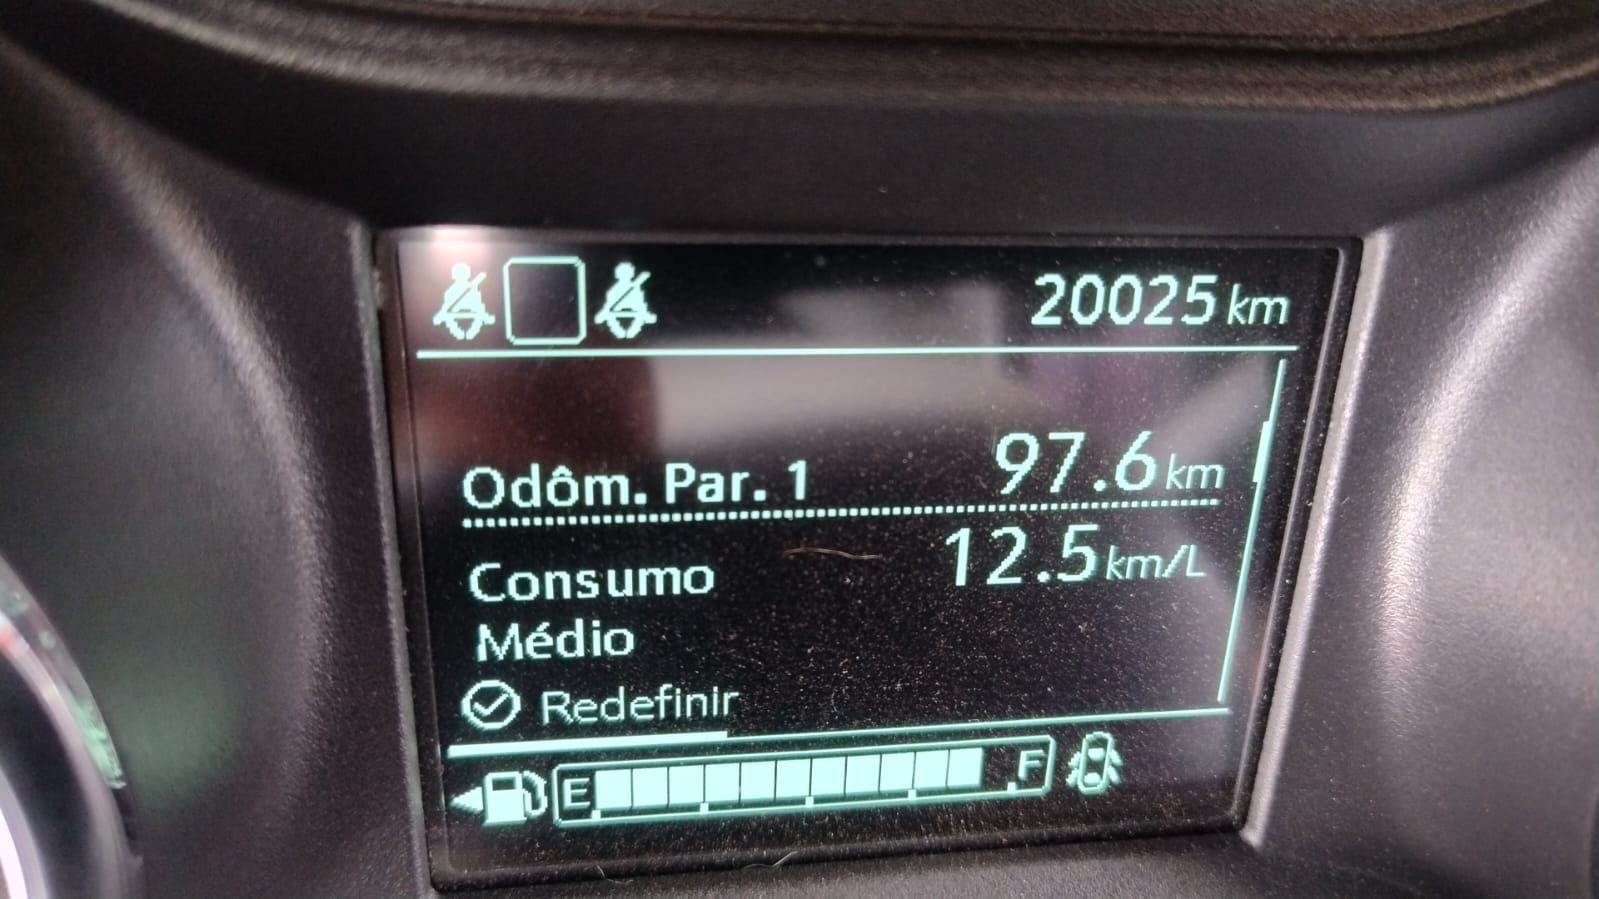 20025 km
Odôm. Par. 1 97.6 km
Consumo 12.5 km/L
Médio
Redefinir
E F